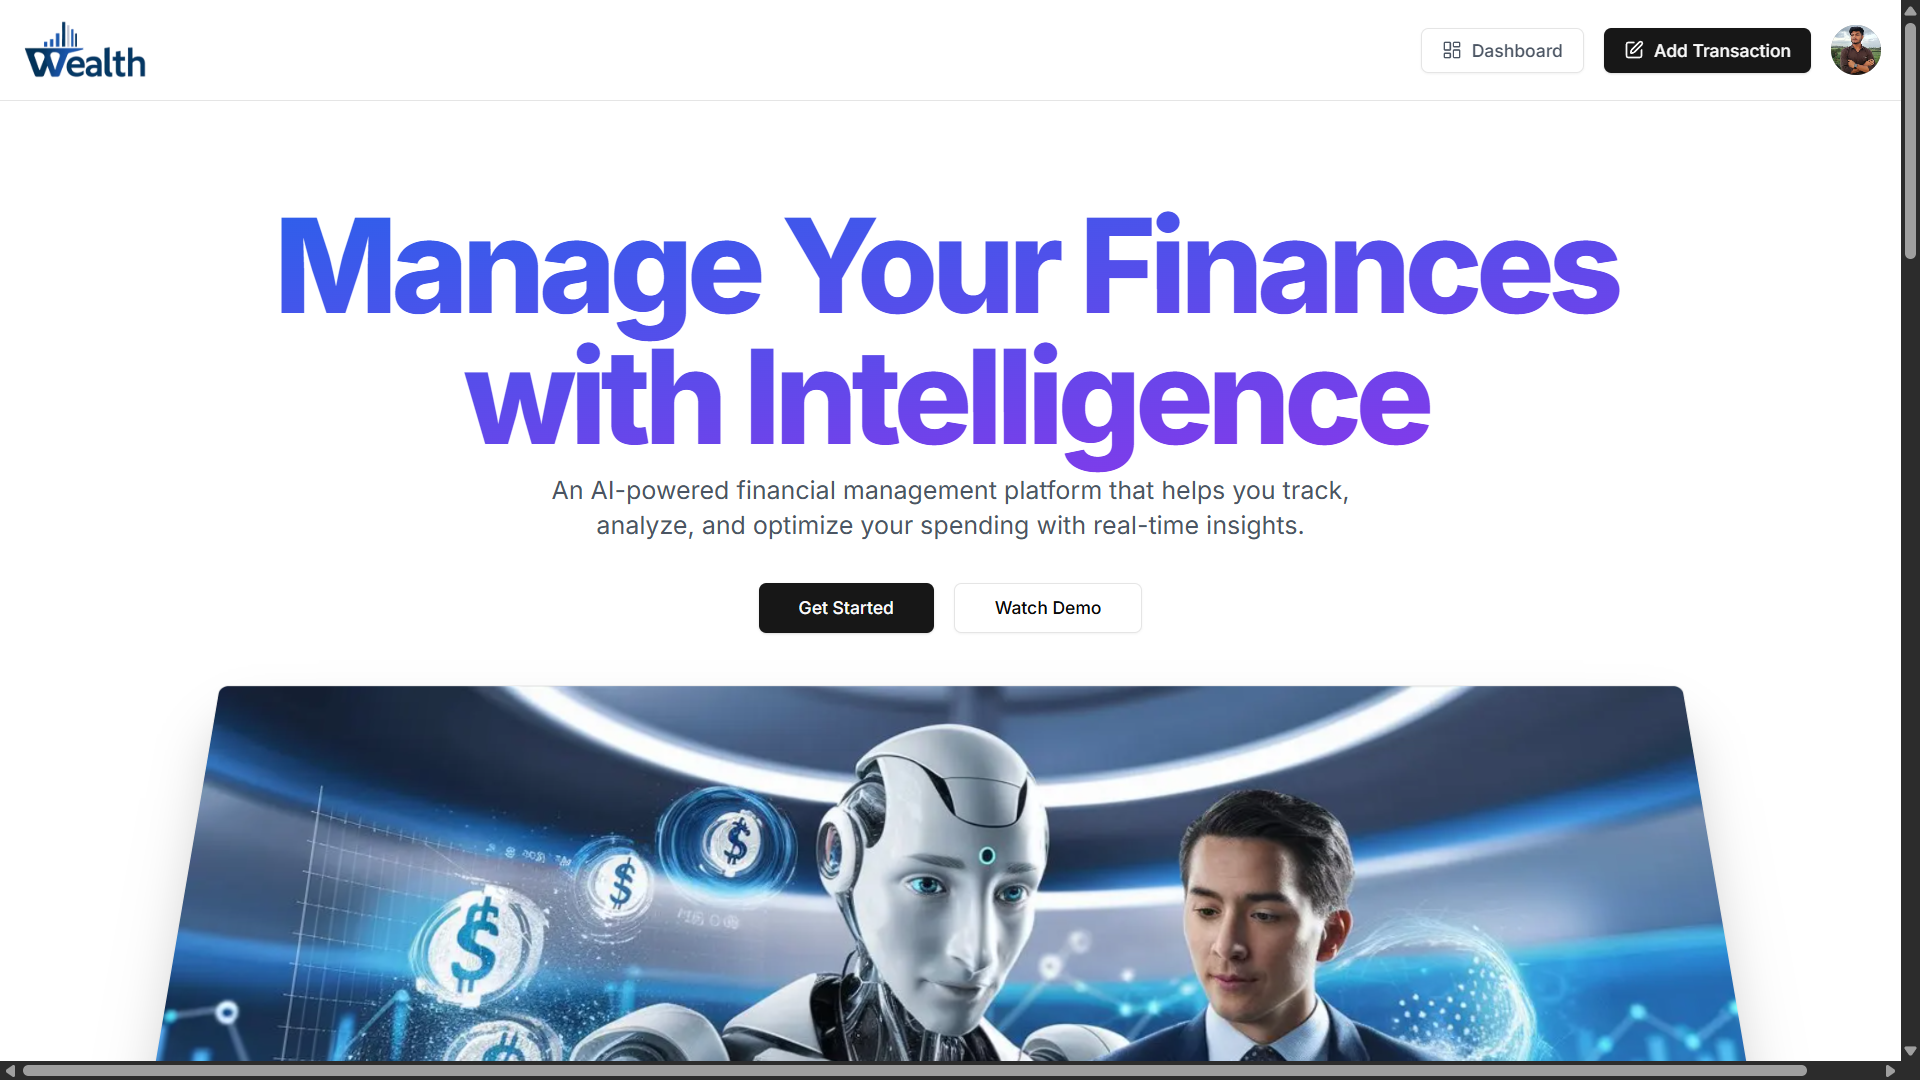 Wealth
Dashboard
Add Transaction
Manage Your Finances
with Intelligence
An AI-powered financial management platform that helps you track,
analyze, and optimize your spending with real-time insights.
Get Started
Watch Demo
$
$
$
$